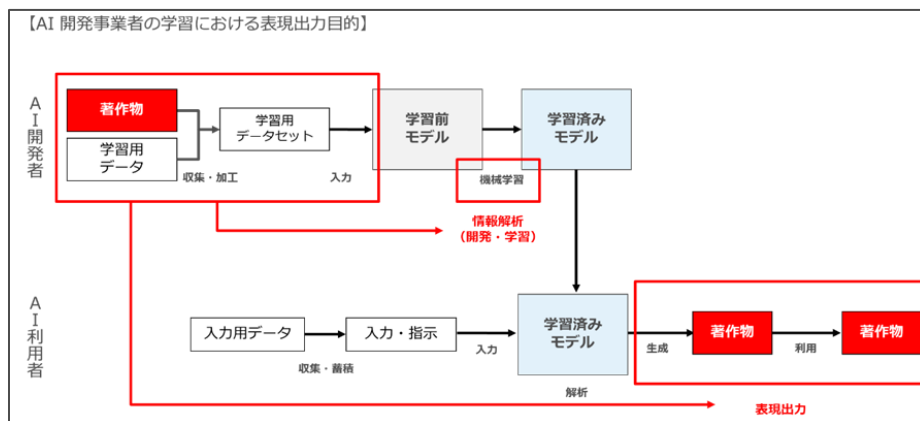 【AI 開発事業者の学習における表現出力目的】
AI開発者
著作物
学習用
データ
収集・加工
学習用
データセット
入力
学習前
モデル
機械学習
学習済み
モデル
情報解析
（開発・学習）
AI利用者
入力用データ
収集・蓄積
入力・指示
入力
学習済み
モデル
解析
生成
著作物
利用
著作物
表現出力